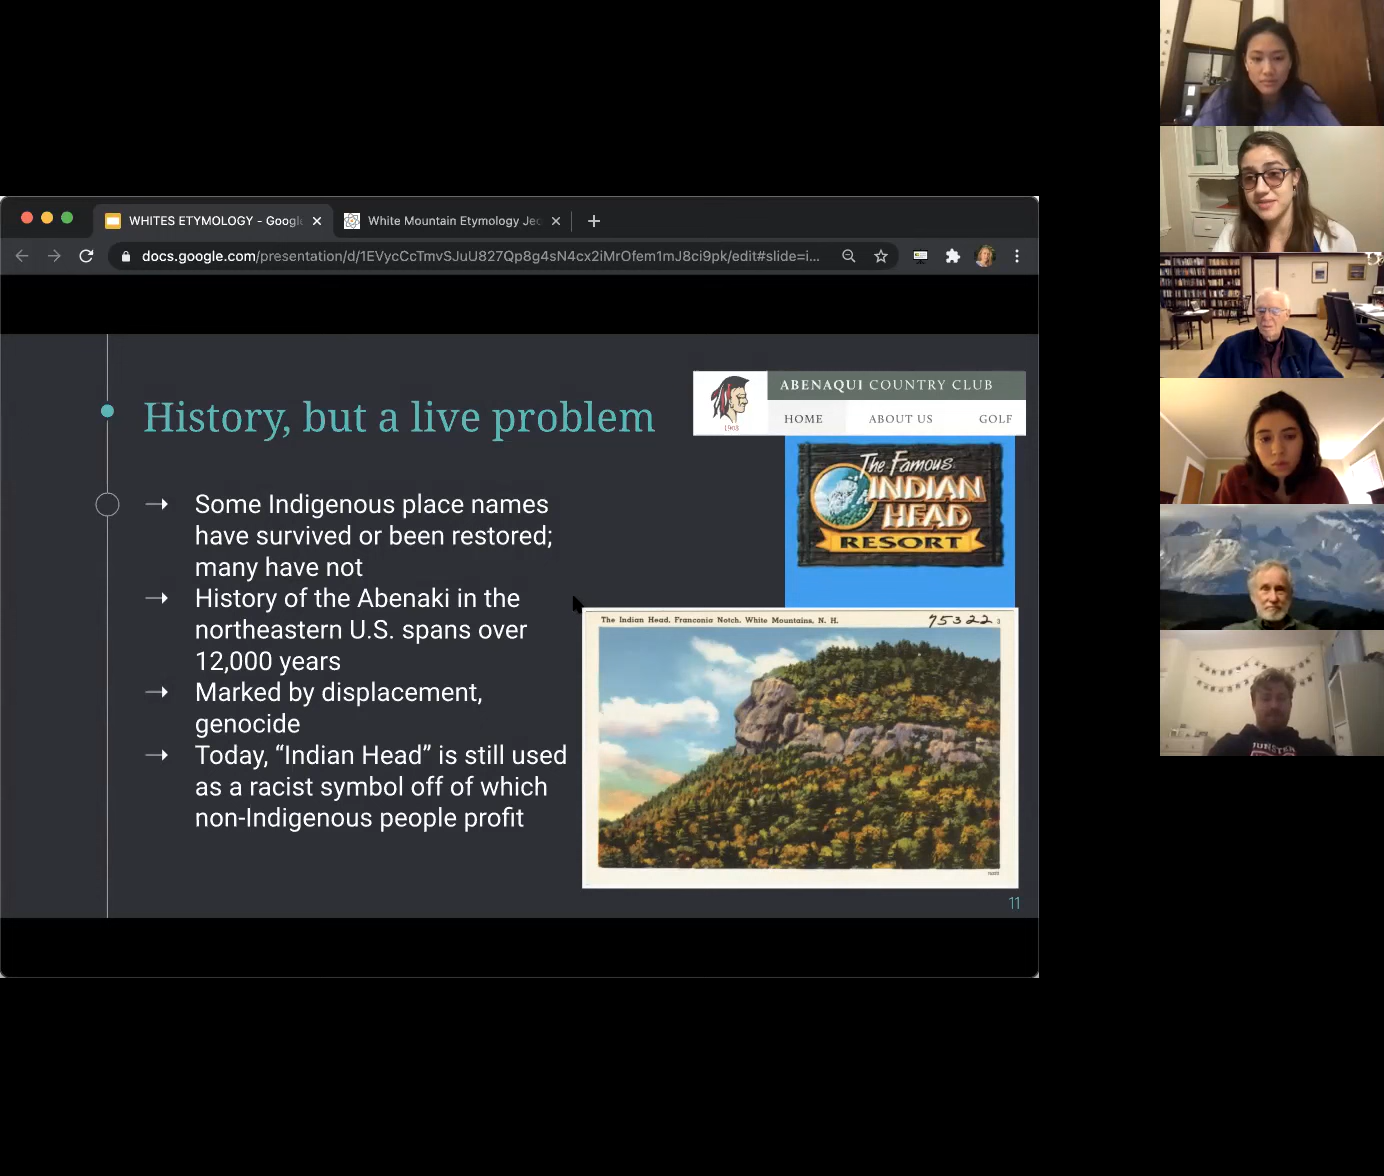 WHITES ETYMOLOGY - Googl
White Mountain Etymology Jeo
docs.google.com/presentation/d/1EVycCcTmvSJuU827Qp8g4sN4cx2iMrOfem1mJ8ci9pk/edit#slide=i...
History, but a live problem
→ Some Indigenous place names
have survived or been restored;
many have not
→ History of the Abenaki in the
northeastern U.S. spans over
12,000 years
→ Marked by displacement,
genocide
→ Today, “Indian Head” is still used
as a racist symbol off of which
non-Indigenous people profit
1903
ABENAQUI COUNTRY CLUB
HOME ABOUT US GOLF
The Famous
INDIAN
HEAD
RESORT
The Indian Head, Franconia Notch, White Mountains, N. H.
75322 3
11